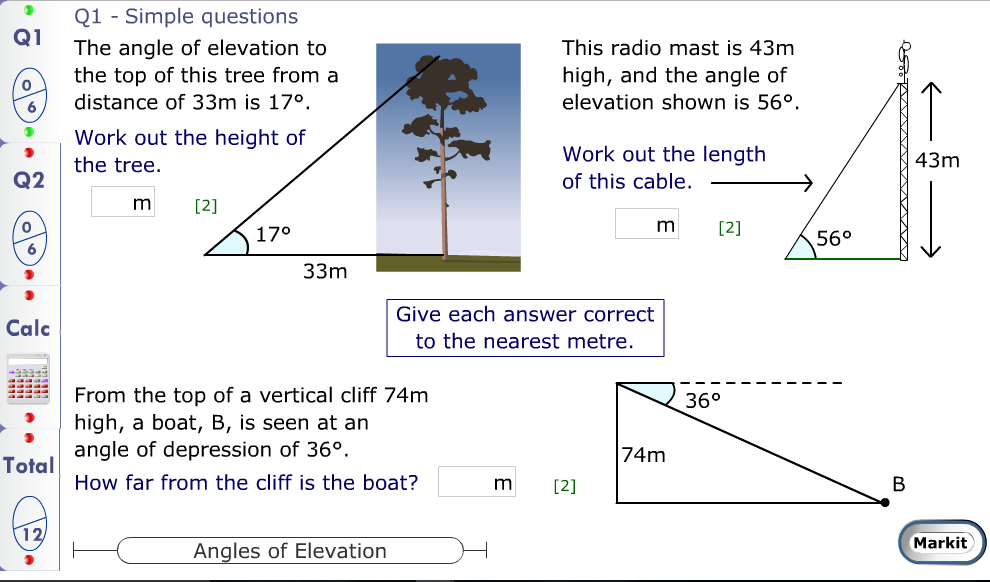 Q1
0
6
Q2
0
6
Calc
Total
12
Q1 - Simple questions
The angle of elevation to
the top of this tree from a
distance of 33m is 17°.
Work out the height of
the tree.
m
[2]
17°
33m
This radio mast is 43m
high, and the angle of
elevation shown is 56°.
Work out the length
of this cable.
m
[2]
56°
43m
Give each answer correct
to the nearest metre.
From the top of a vertical cliff 74m
high, a boat, B, is seen at an
angle of depression of 36°.
How far from the cliff is the boat?
m
[2]
36°
74m
B
Angles of Elevation
Markit